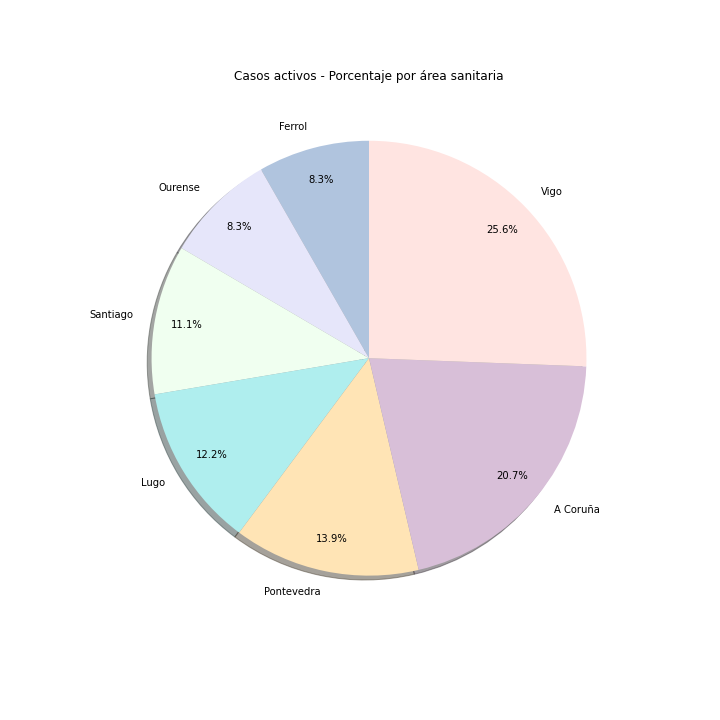 Casos activos - Porcentaje por área sanitaria
Ferrol
8.3%
Vigo
25.6%
Ourense
8.3%
Santiago
11.1%
Lugo
12.2%
A Coruña
20.7%
Pontevedra
13.9%